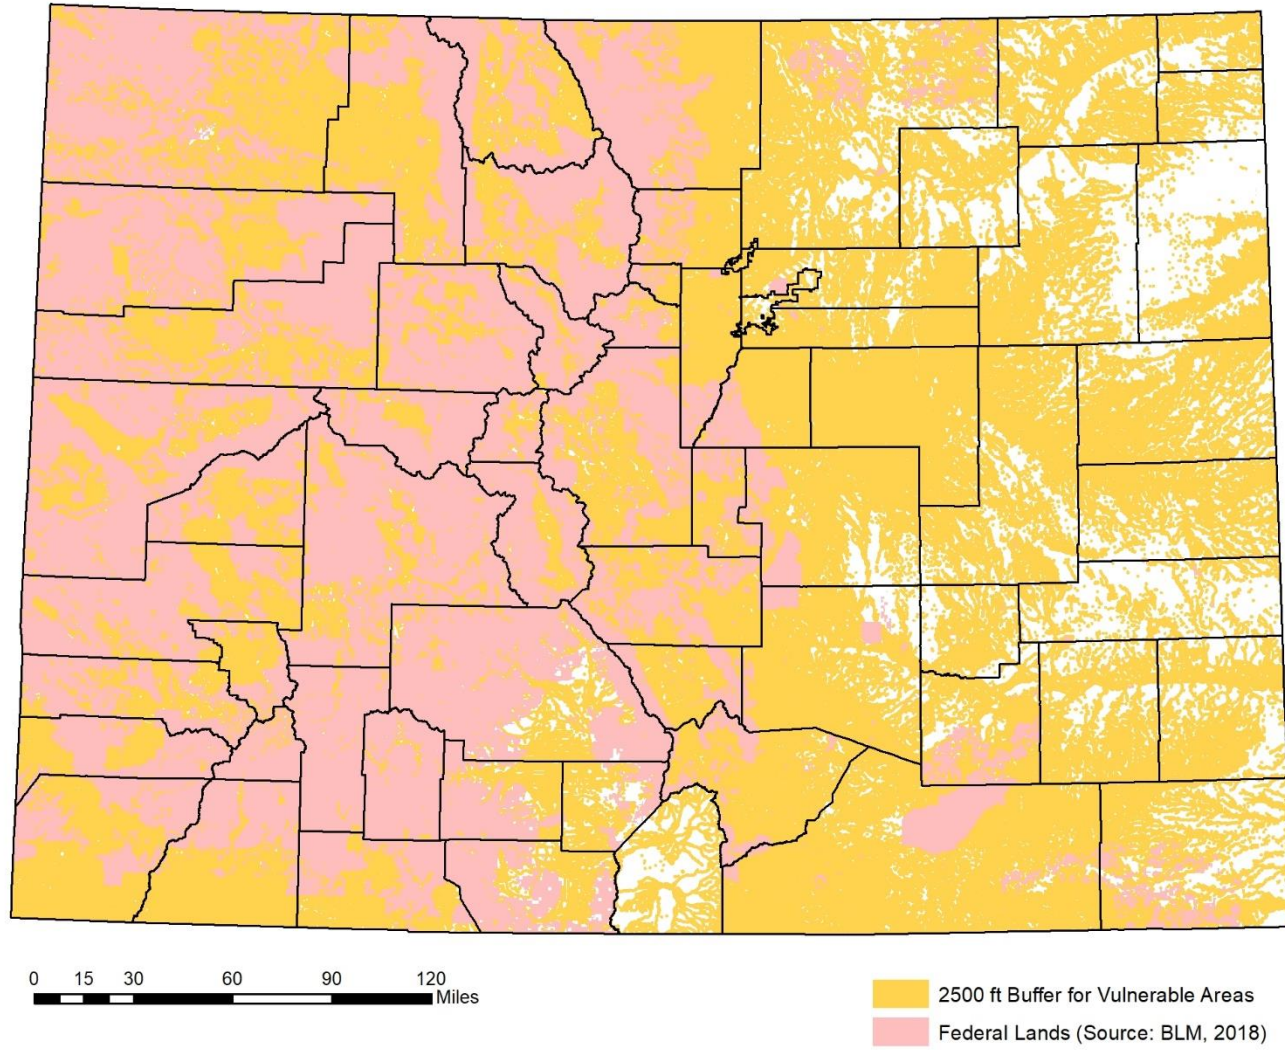 0 15 30 60 90 120
Miles
2500 ft Buffer for Vulnerable Areas
Federal Lands (Source: BLM, 2018)